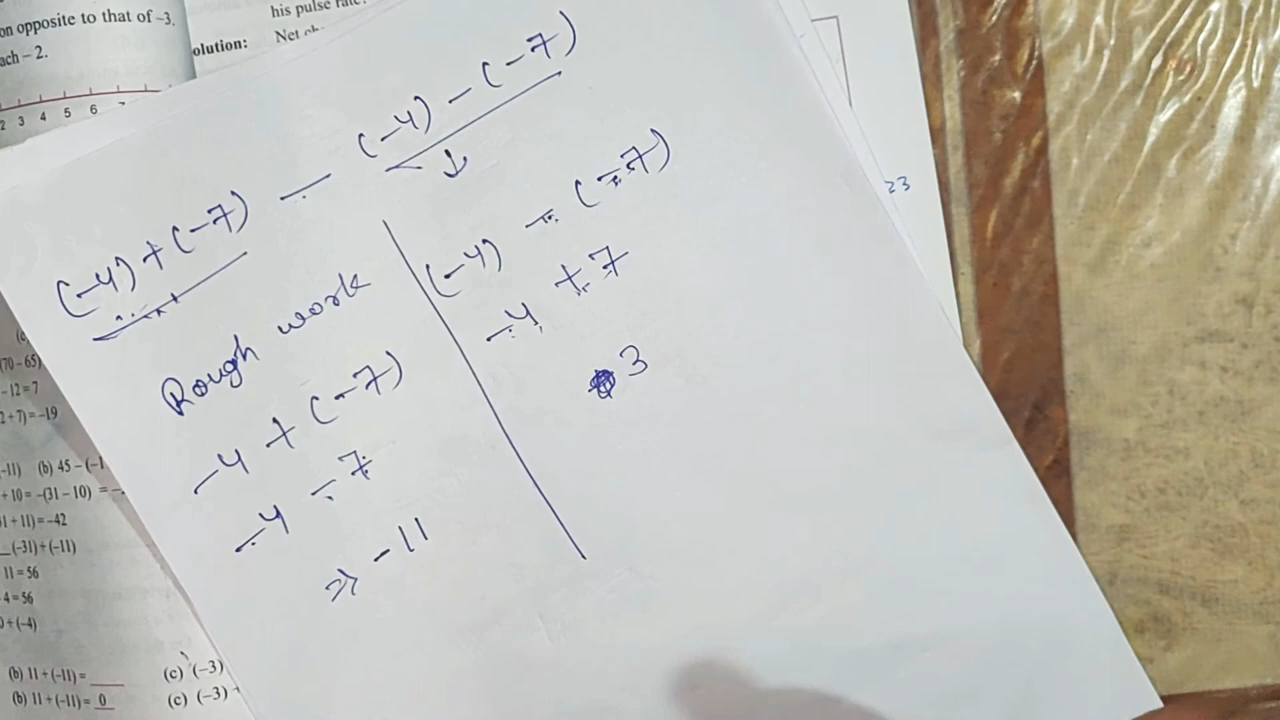 on opposite to that of -3.
ach - 2.
2 3 4 5 6
his pulse rate
olution: Net
(-4) + (-7) — (-4) - (-7)
Rough work
-4 + (-7)
-4 - 7
⇒ -11
(-4) - (-7)
-4 + 7
3
23
(70 - 65)
- 12 = 7
2 + 7) = -19
-11) (b) 45 - (-1
+ 10 = -(31 - 10) = -
1 + 11) = -42
_ (-31) + (-11)
11 = 56
4 = 56
) ÷ (-4)
(b) 11 + (-11) = ____ (c) (-3)
(b) 11 + (-11) = 0 (c) (-3) +